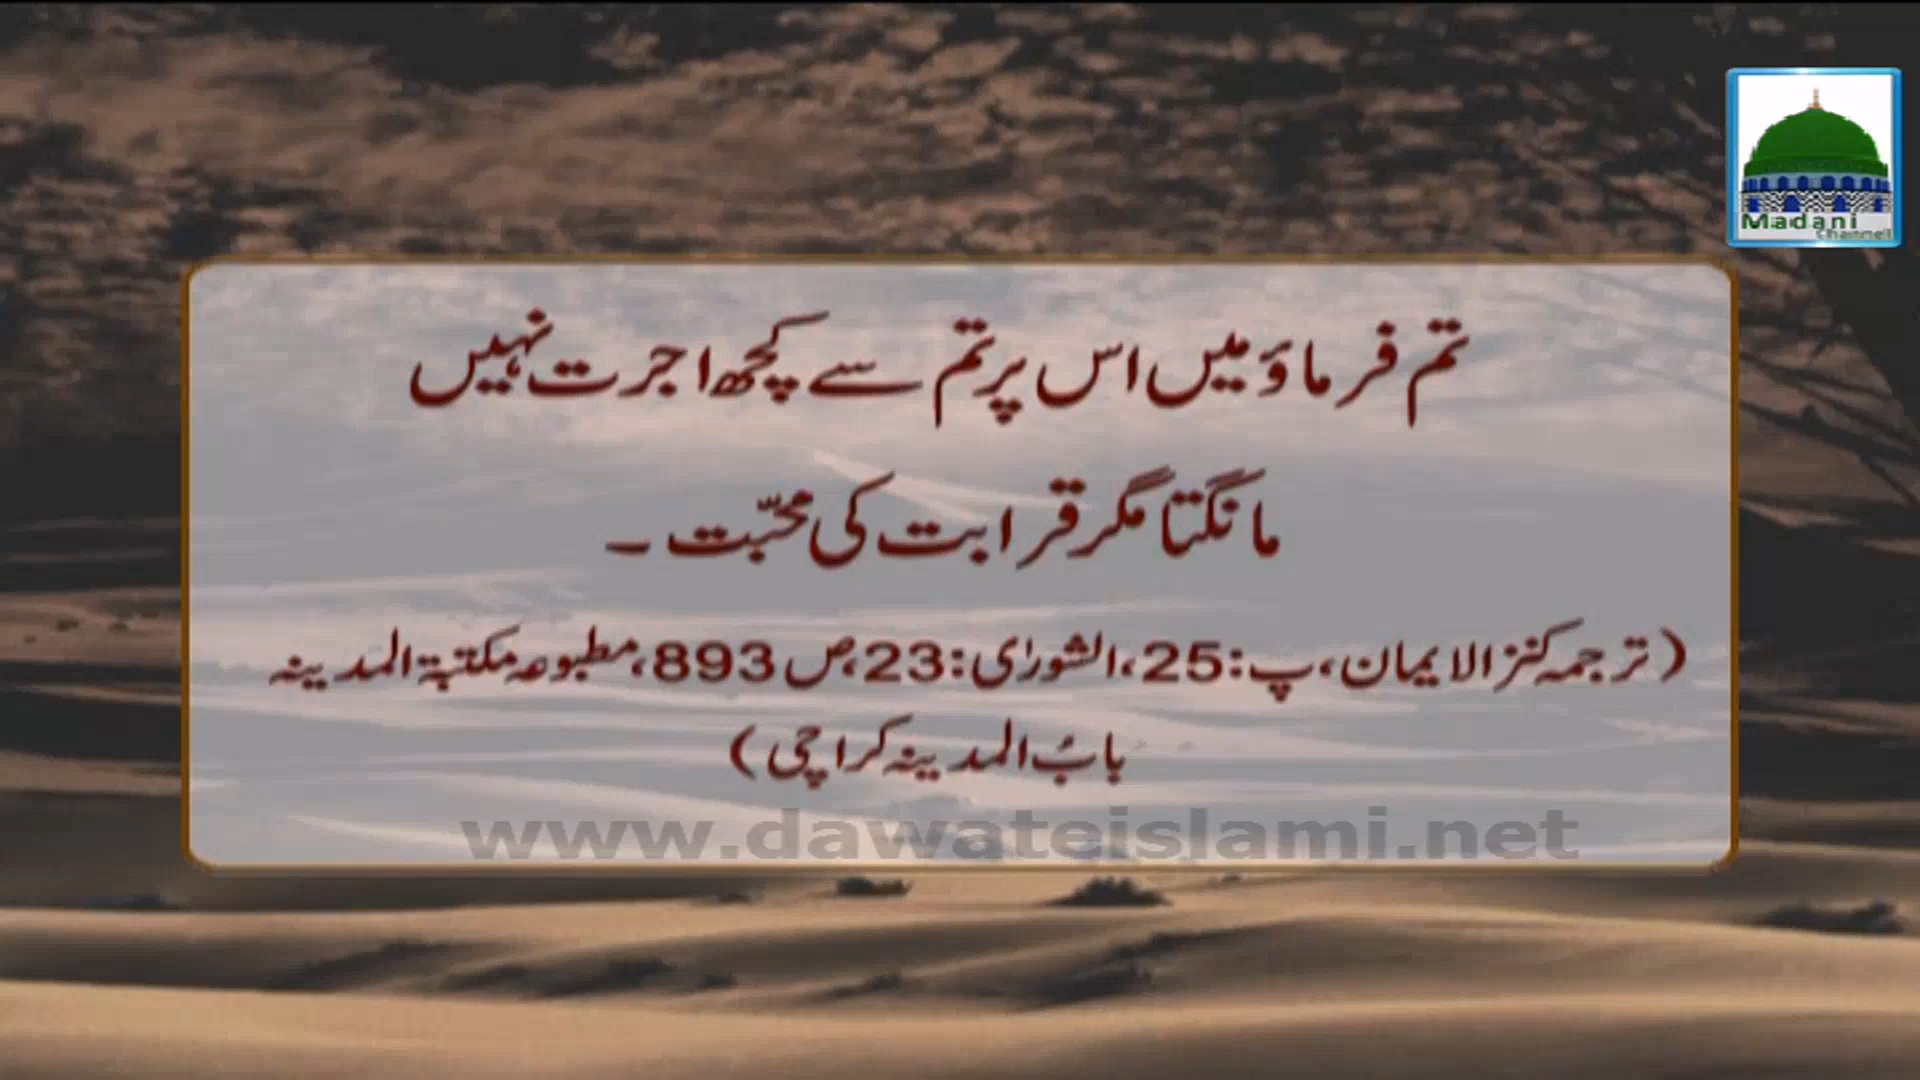 Madani
Channel
تم فرماؤ میں اس پر تم سے کچھ اجرت نہیں
مانگتا مگر قرابت کی محبّت ۔
(ترجمہ کنز الایمان، پ:25، الشورٰی:23، ص893، مطبوعہ مکتبۃ المدینہ
بابُ المدینہ کراچی)
www.dawateislami.net